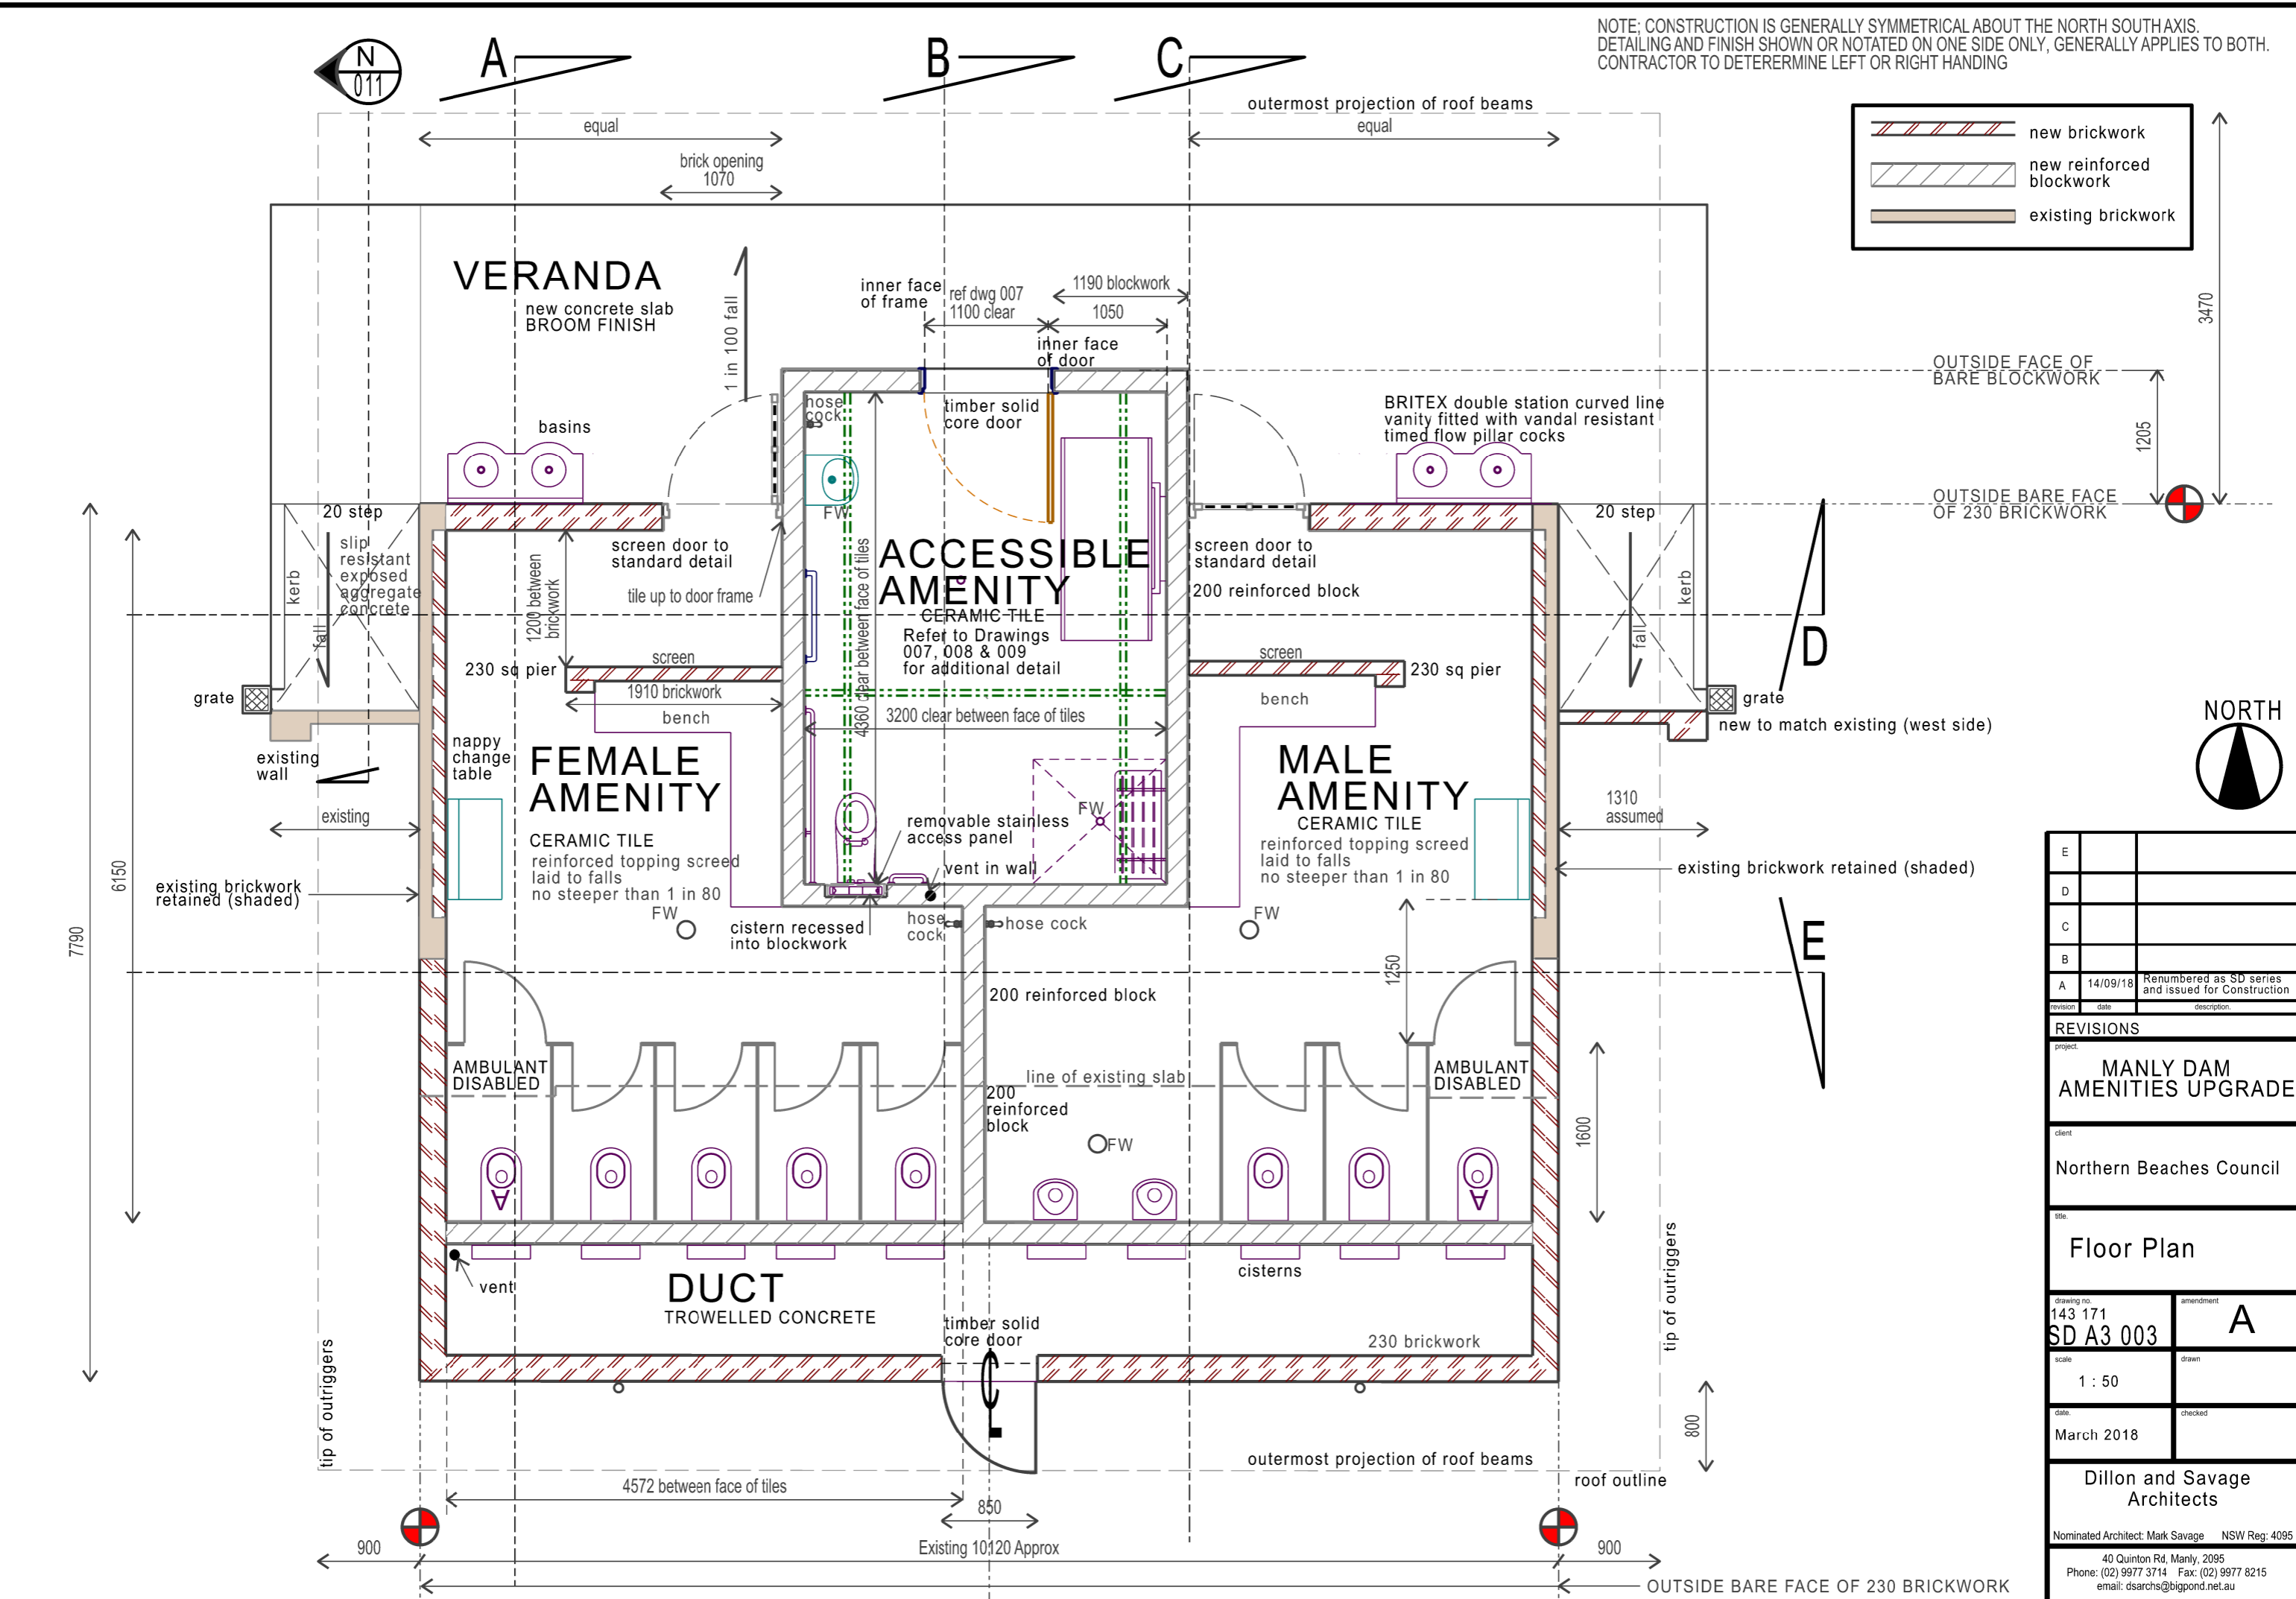 NOTE; CONSTRUCTION IS GENERALLY SYMMETRICAL ABOUT THE NORTH SOUTH AXIS.
DETAILING AND FINISH SHOWN OR NOTATED ON ONE SIDE ONLY, GENERALLY APPLIES TO BOTH.
CONTRACTOR TO DETERERMINE LEFT OR RIGHT HANDING
N
011
A
B
C
outermost projection of roof beams
equal
equal
brick opening
1070
new brickwork
new reinforced
blockwork
existing brickwork
3470
VERANDA
new concrete slab
BROOM FINISH
1 in 100 fall
inner face
of frame
ref dwg 007
1100 clear
1190 blockwork
1050
inner face
of door
OUTSIDE FACE OF
BARE BLOCKWORK
1205
OUTSIDE BARE FACE
OF 230 BRICKWORK
basins
hose
cock
timber solid
core door
BRITEX double station curved line
vanity fitted with vandal resistant
timed flow pillar cocks
FW
20 step
slip
resistant
exposed
aggregate
concrete
kerb
fall
20 step
kerb
fall
1200 between
brickwork
screen door to
standard detail
tile up to door frame
4360 clear between face of tiles
ACCESSIBLE
AMENITY
CERAMIC TILE
Refer to Drawings
007, 008 & 009
for additional detail
screen door to
standard detail
200 reinforced block
D
230 sq pier
screen
1910 brickwork
bench
3200 clear between face of tiles
screen
230 sq pier
bench
grate
grate
new to match existing (west side)
NORTH
existing
wall
existing
nappy
change
table
FEMALE
AMENITY
CERAMIC TILE
reinforced topping screed
laid to falls
no steeper than 1 in 80
FW
removable stainless
access panel
vent in wall
FW
MALE
AMENITY
CERAMIC TILE
reinforced topping screed
laid to falls
no steeper than 1 in 80
FW
1310
assumed
existing brickwork
retained (shaded)
existing brickwork retained (shaded)
6150
7790
cistern recessed
into blockwork
hose
cock
hose cock
1250
E
200 reinforced block
AMBULANT
DISABLED
line of existing slab
200
reinforced
block
FW
AMBULANT
DISABLED
1600
A
A
vent
DUCT
TROWELLED CONCRETE
cisterns
timber solid
core door
230 brickwork
CL
tip of outriggers
tip of outriggers
800
outermost projection of roof beams
roof outline
4572 between face of tiles
850
900
Existing 10120 Approx
900
OUTSIDE BARE FACE OF 230 BRICKWORK
E
D
C
B
A 14/09/18 Renumbered as SD series
and issued for Construction
revision date description.
REVISIONS
project.
MANLY DAM
AMENITIES UPGRADE
client
Northern Beaches Council
title.
Floor Plan
drawing no.
143 171
SD A3 003
amendment
A
scale
1 : 50
drawn
date.
March 2018
checked
Dillon and Savage
Architects
Nominated Architect: Mark Savage NSW Reg: 4095
40 Quinton Rd, Manly, 2095
Phone: (02) 9977 3714 Fax: (02) 9977 8215
email: dsarchs@bigpond.net.au